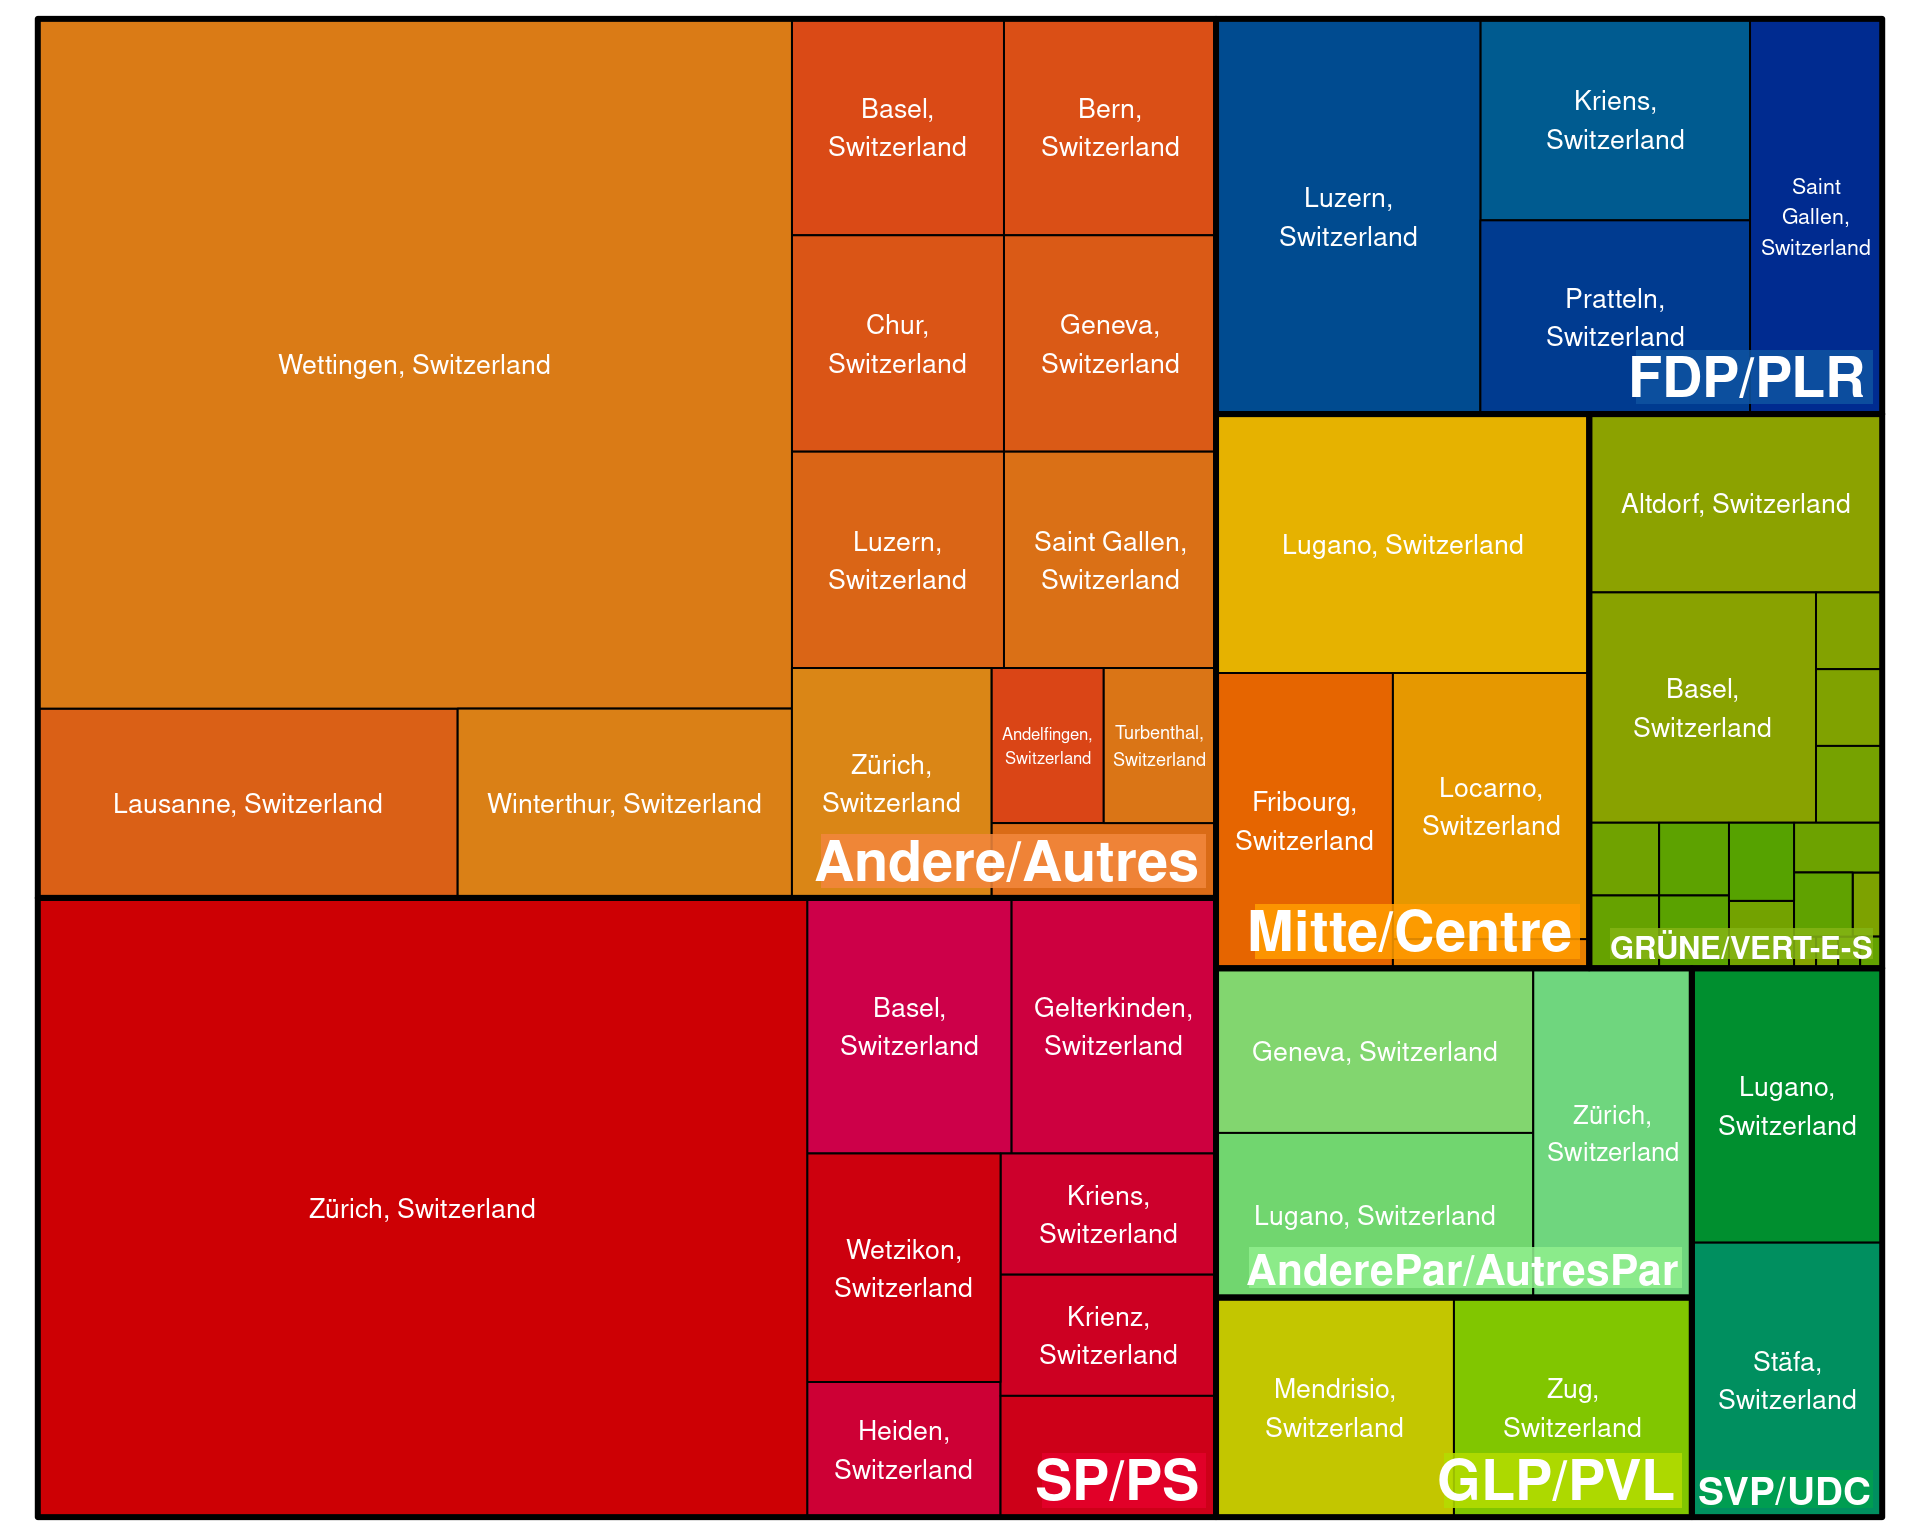 Wettingen, Switzerland
Lausanne, Switzerland
Winterthur, Switzerland
Basel,
Switzerland
Bern,
Switzerland
Chur,
Switzerland
Geneva,
Switzerland
Luzern,
Switzerland
Saint Gallen,
Switzerland
Zürich,
Switzerland
Andelfingen,
Switzerland
Turbenthal,
Switzerland
Andere/Autres
Zürich, Switzerland
Basel,
Switzerland
Gelterkinden,
Switzerland
Wetzikon,
Switzerland
Kriens,
Switzerland
Krienz,
Switzerland
Heiden,
Switzerland
SP/PS
Luzern,
Switzerland
Kriens,
Switzerland
Pratteln,
Switzerland
Saint
Gallen,
Switzerland
FDP/PLR
Lugano, Switzerland
Fribourg,
Switzerland
Locarno,
Switzerland
Mitte/Centre
Altdorf, Switzerland
Basel,
Switzerland
GRÜNE/VERT-E-S
Geneva, Switzerland
Lugano, Switzerland
Zürich,
Switzerland
AnderePar/AutresPar
Mendrisio,
Switzerland
Zug,
Switzerland
GLP/PVL
Lugano,
Switzerland
Stäfa,
Switzerland
SVP/UDC